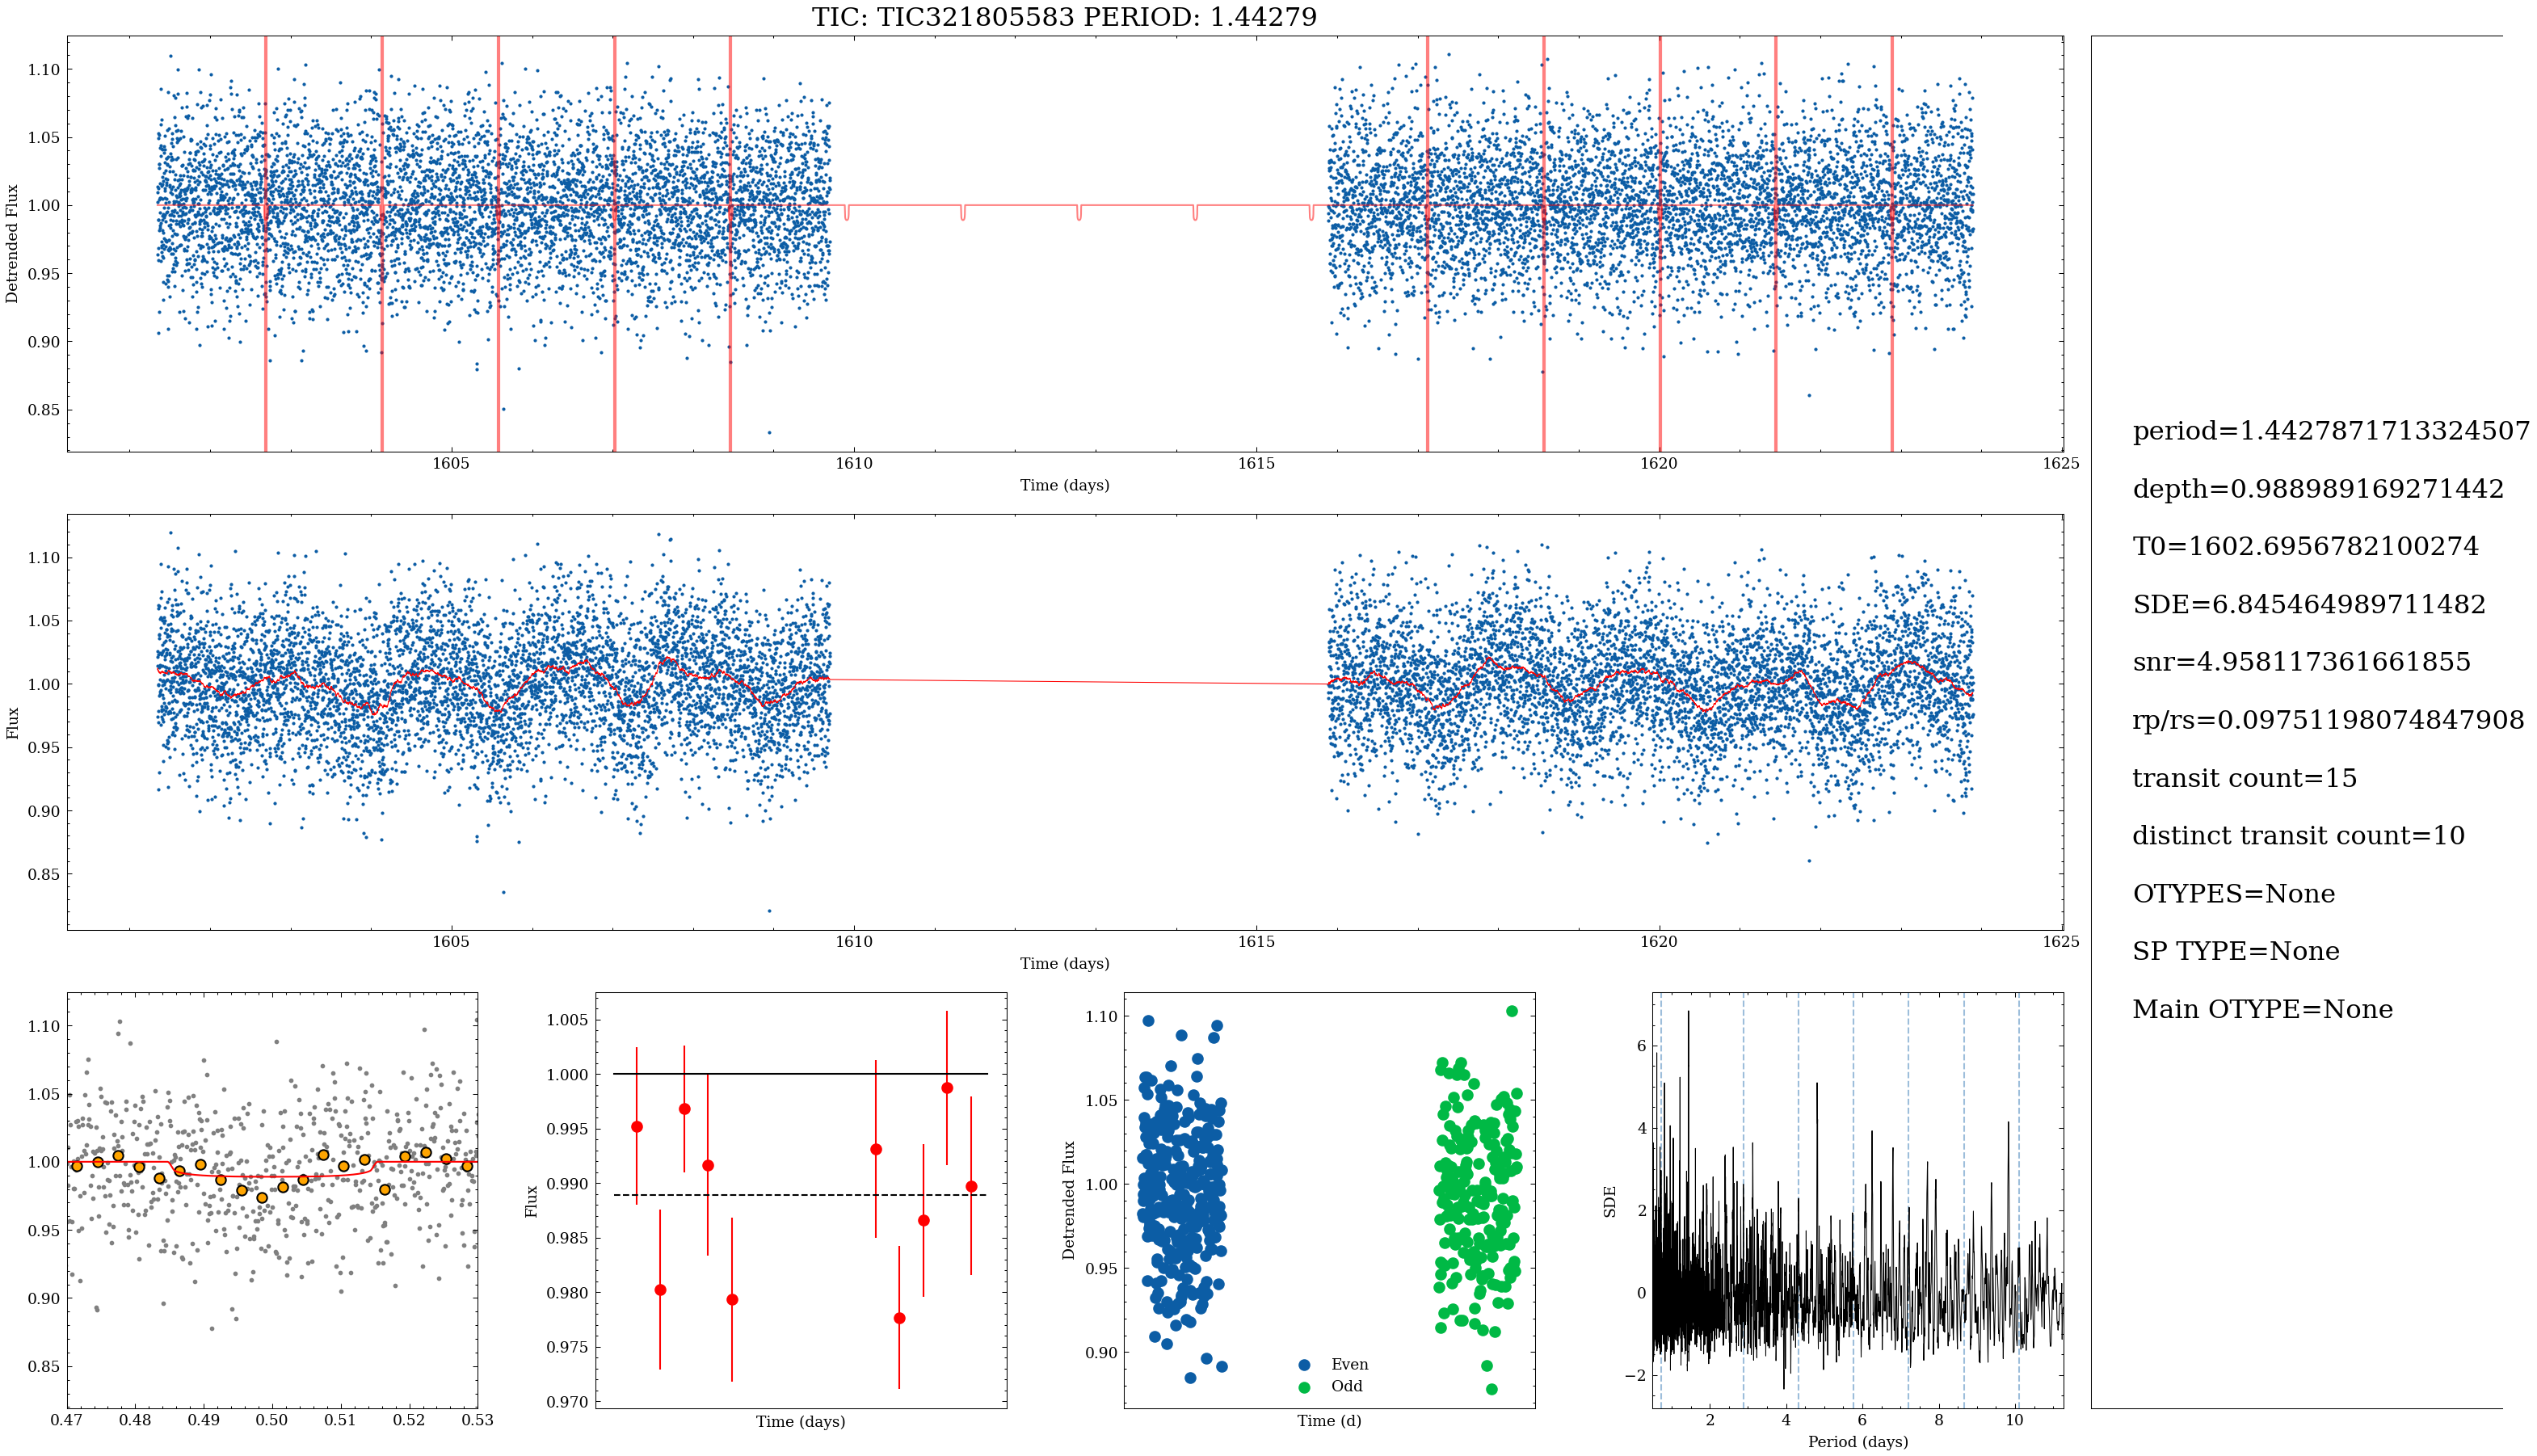 TIC: TIC321805583 PERIOD: 1.44279
Detrended Flux
1.10
1.05
1.00
0.95
0.90
0.85
1605
1610
1615
1620
1625
Time (days)
Flux
1.10
1.05
1.00
0.95
0.90
0.85
1605
1610
1615
1620
1625
Time (days)
1.10
1.05
1.00
0.95
0.90
0.85
0.47
0.48
0.49
0.50
0.51
0.52
0.53
Flux
1.005
1.000
0.995
0.990
0.985
0.980
0.975
0.970
Time (days)
Detrended Flux
1.10
1.05
1.00
0.95
0.90
Even
Odd
Time (d)
SDE
6
4
2
0
−2
2
4
6
8
10
Period (days)
period=1.4427871713324507
depth=0.988989169271442
T0=1602.6956782100274
SDE=6.845464989711482
snr=4.958117361661855
rp/rs=0.09751198074847908
transit count=15
distinct transit count=10
OTYPES=None
SP TYPE=None
Main OTYPE=None